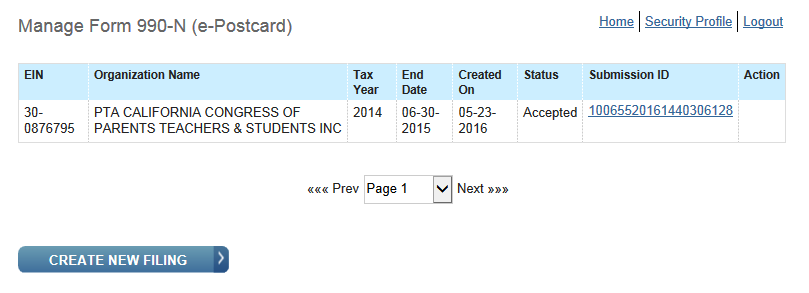 Manage Form 990-N (e-Postcard)
Home Security Profile Logout
EIN Organization Name Tax Year End Date Created On Status Submission ID Action
30-0876795 PTA CALIFORNIA CONGRESS OF PARENTS TEACHERS & STUDENTS INC 2014 06-30-2015 05-23-2016 Accepted 10065520161440306128
««« Prev Page 1 Next »»»
CREATE NEW FILING